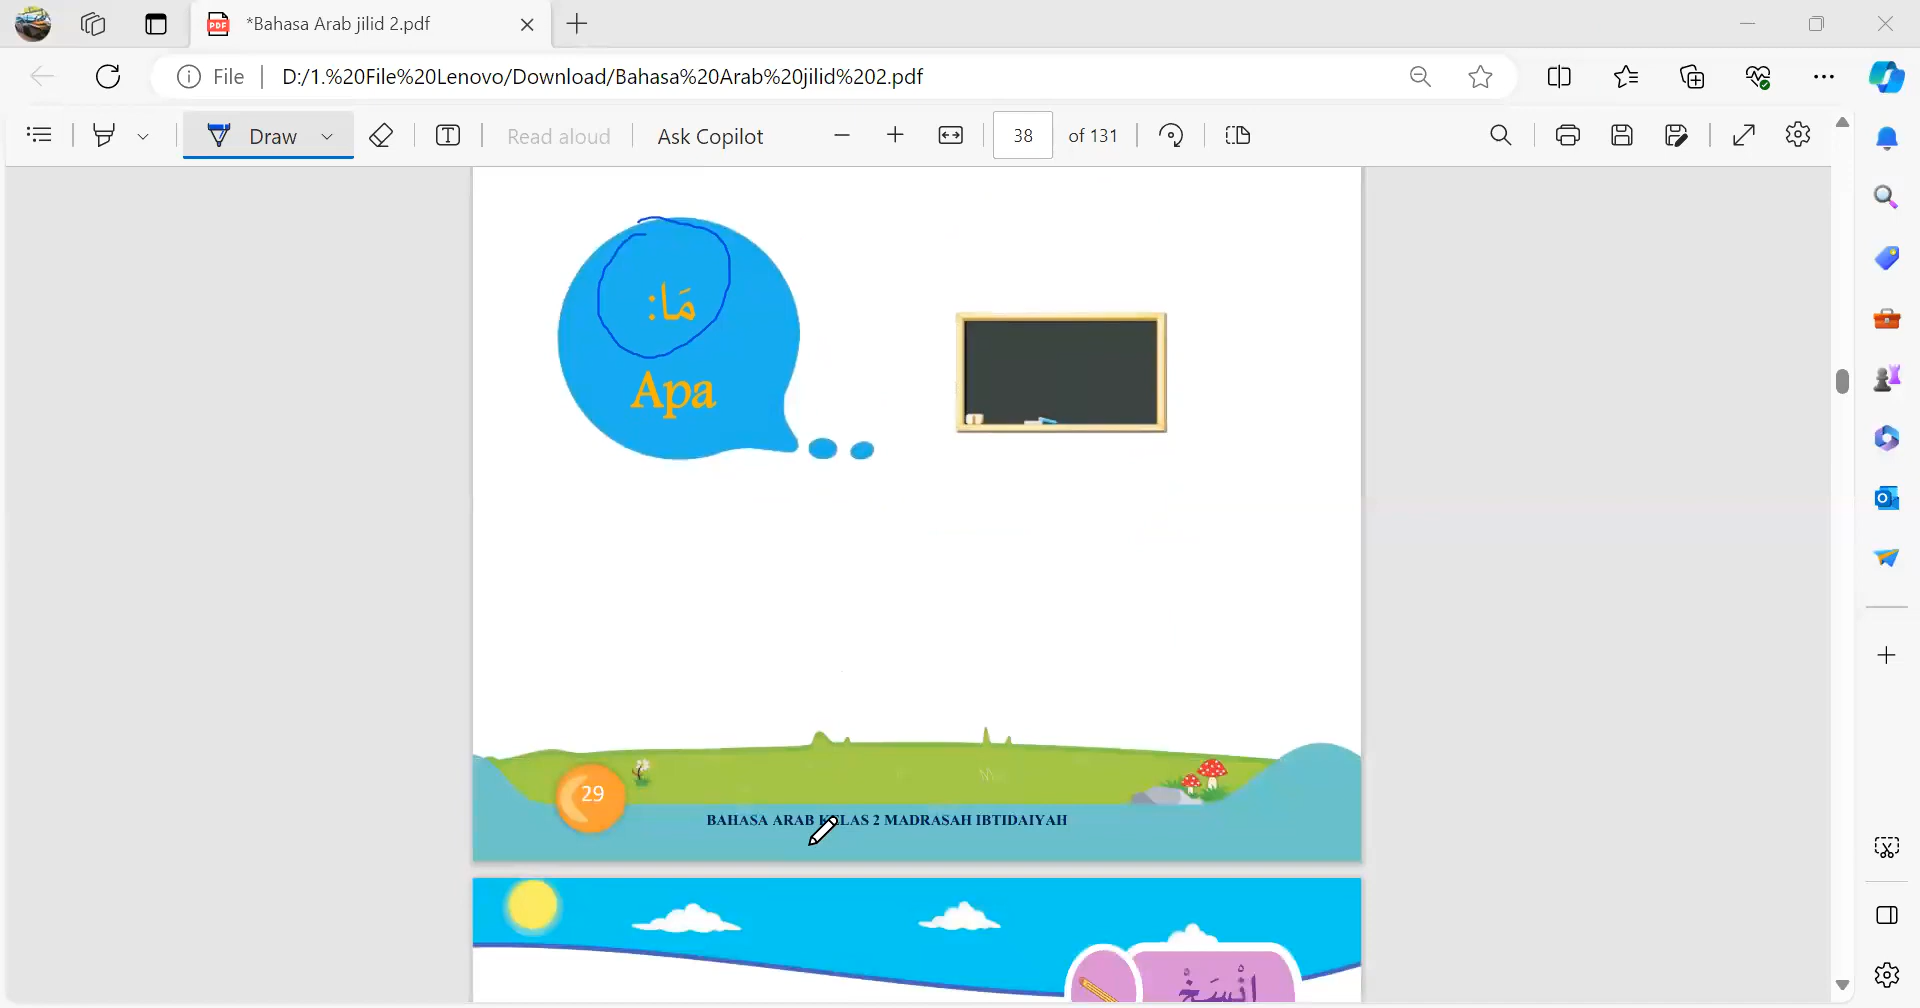 *Bahasa Arab jilid 2.pdf
File D:/1.%20File%20Lenovo/Download/Bahasa%20Arab%20jilid%202.pdf
Draw Read aloud Ask Copilot 38 of 131
مَا:
Apa
29
BAHASA ARAB KELAS 2 MADRASAH IBTIDAIYAH
اِنْسَخْ